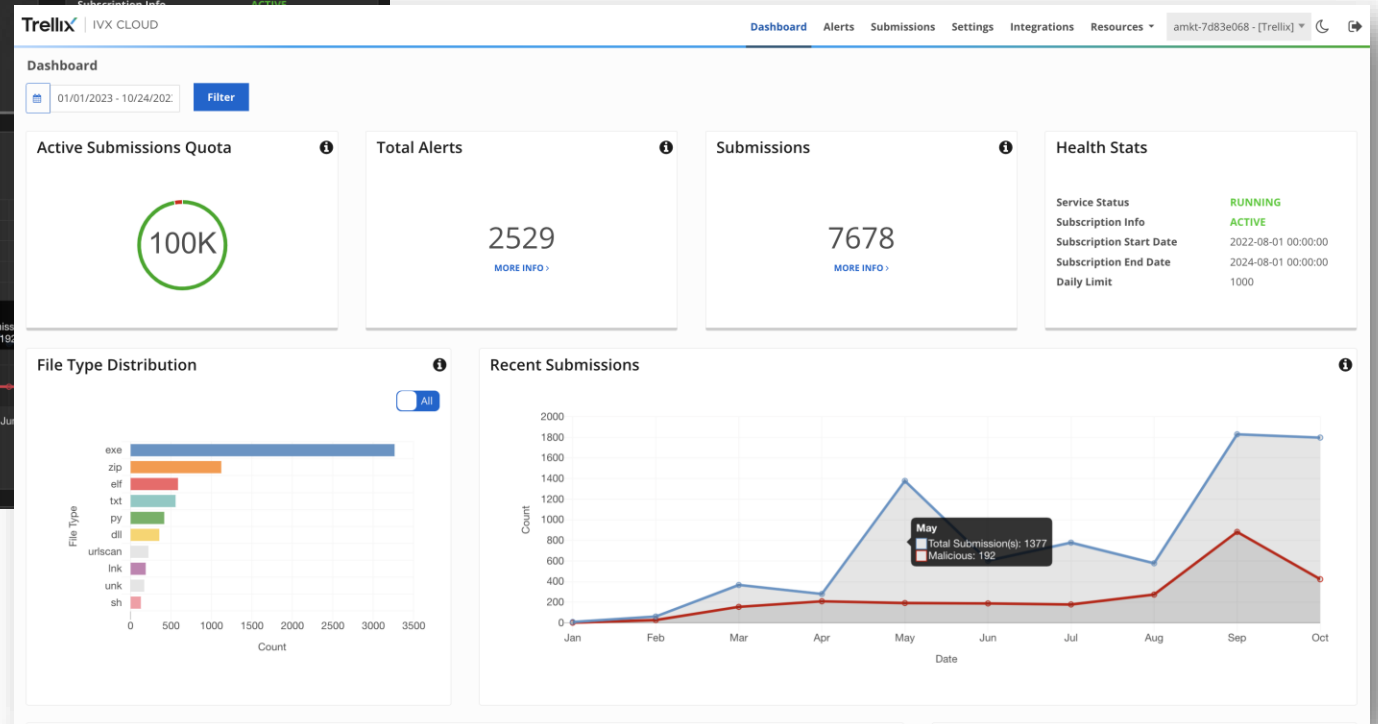 Subscription Info ACTIVE
Trellix IVX CLOUD
Dashboard Alerts Submissions Settings Integrations Resources amkt-7d83e068 - [Trellix]
Dashboard
01/01/2023 - 10/24/202
Filter
Active Submissions Quota
100K
Total Alerts
2529
MORE INFO ›
Submissions
7678
MORE INFO ›
Health Stats
Service Status RUNNING
Subscription Info ACTIVE
Subscription Start Date 2022-08-01 00:00:00
Subscription End Date 2024-08-01 00:00:00
Daily Limit 1000
File Type Distribution
All
File Type
exe
zip
elf
txt
py
dll
urlscan
lnk
unk
sh
0 500 1000 1500 2000 2500 3000 3500
Count
Recent Submissions
Count
2000
1800
1600
1400
1200
1000
800
600
400
200
0
May
Total Submission(s): 1377
Malicious: 192
Jan Feb Mar Apr May Jun Jul Aug Sep Oct
Date